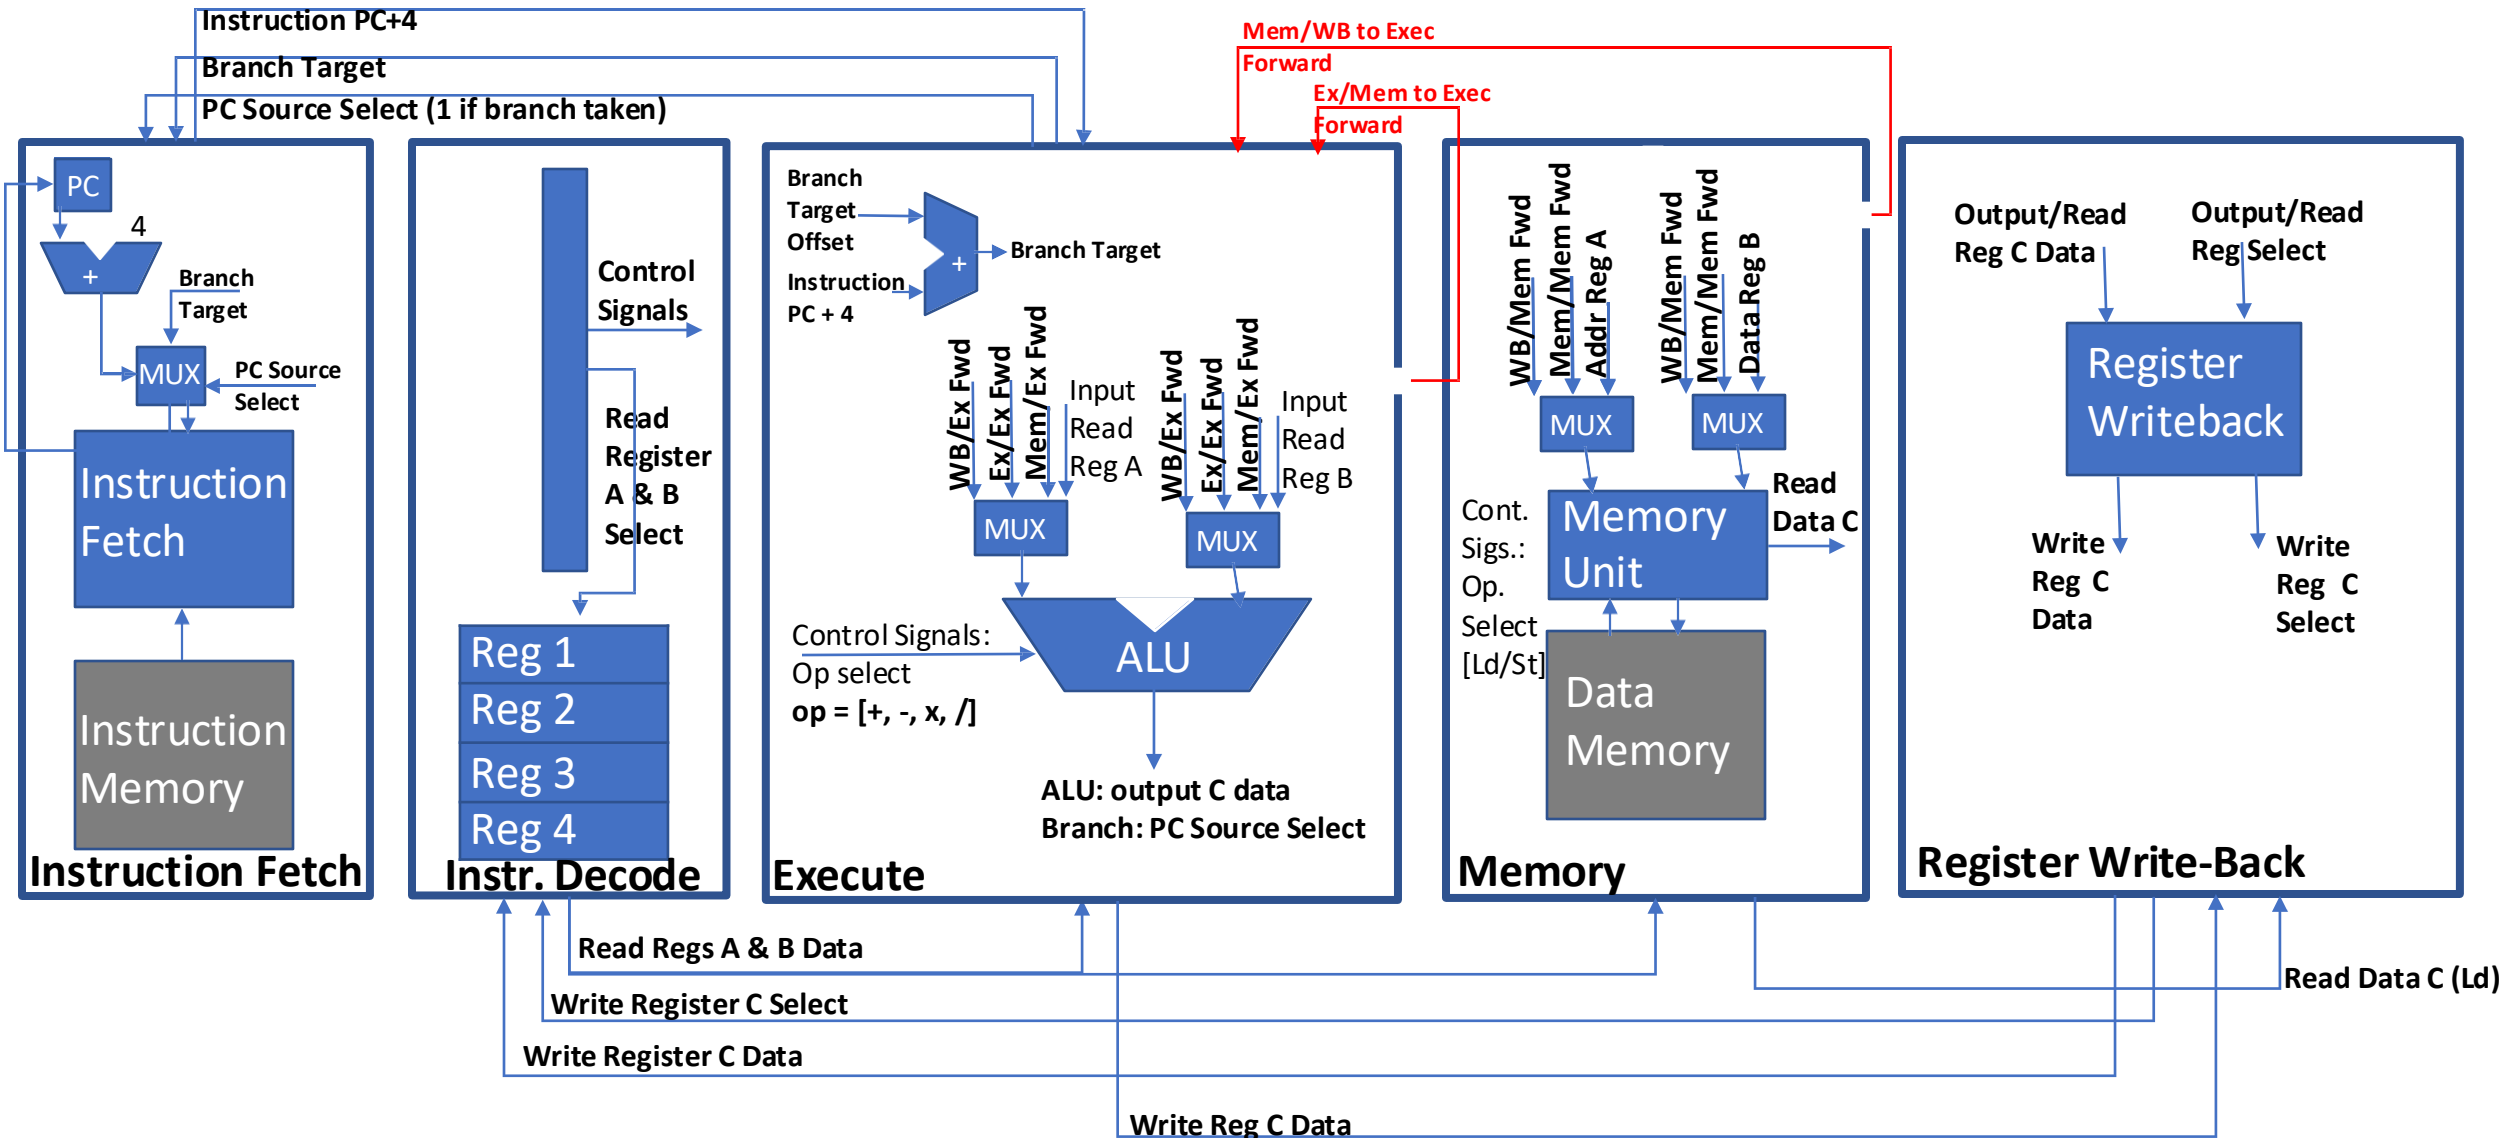 Instruction PC+4
Branch Target
PC Source Select (1 if branch taken)
Mem/WB to Exec
Forward
Ex/Mem to Exec
Forward
PC
4
+
Branch
Target
MUX
PC Source
Select
Instruction
Fetch
Instruction
Memory
Instruction Fetch
Control
Signals
Read
Register
A & B
Select
Reg 1
Reg 2
Reg 3
Reg 4
Instr. Decode
Branch
Target
Offset
Instruction
PC + 4
+
Branch Target
WB/Ex Fwd
Ex/Ex Fwd
Mem/Ex Fwd
Input
Read
Reg A
WB/Ex Fwd
Ex/Ex Fwd
Mem/Ex Fwd
Input
Read
Reg B
MUX
MUX
Control Signals:
Op select
op = [+, -, x, /]
ALU
ALU: output C data
Branch: PC Source Select
Execute
WB/Mem Fwd
Mem/Mem Fwd
Addr Reg A
WB/Mem Fwd
Mem/Mem Fwd
Data Reg B
MUX
MUX
Cont.
Sigs.:
Op.
Select
[Ld/St]
Memory
Unit
Read
Data C
Data
Memory
Memory
Output/Read
Reg C Data
Output/Read
Reg Select
Register
Writeback
Write
Reg C
Data
Write
Reg C
Select
Register Write-Back
Read Regs A & B Data
Write Register C Select
Write Register C Data
Read Data C (Ld)
Write Reg C Data